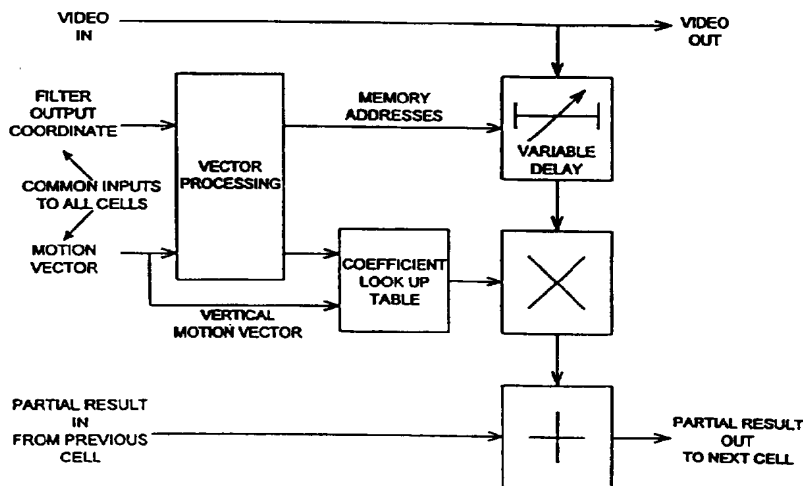 VIDEO
IN
VIDEO
OUT
FILTER
OUTPUT
COORDINATE
MEMORY
ADDRESSES
VARIABLE
DELAY
VECTOR
PROCESSING
COMMON INPUTS
TO ALL CELLS
MOTION
VECTOR
COEFFICIENT
LOOK UP
TABLE
VERTICAL
MOTION VECTOR
PARTIAL RESULT
IN
FROM PREVIOUS
CELL
PARTIAL RESULT
OUT
TO NEXT CELL